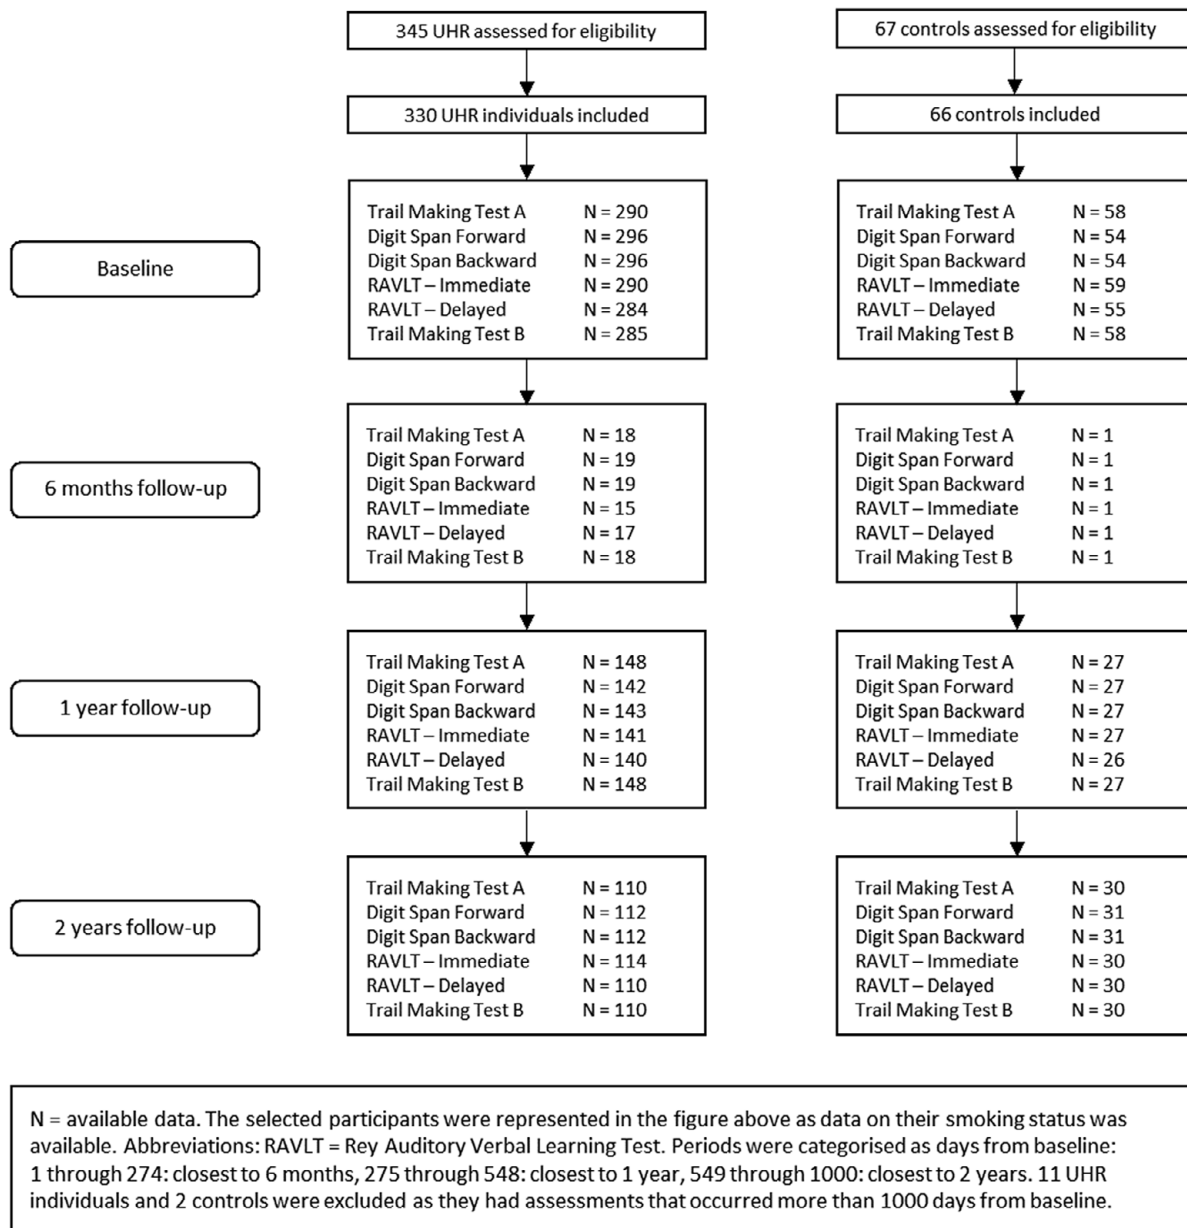 345 UHR assessed for eligibility
67 controls assessed for eligibility
330 UHR individuals included
66 controls included
Baseline
Trail Making Test A N = 290
Digit Span Forward N = 296
Digit Span Backward N = 296
RAVLT – Immediate N = 290
RAVLT – Delayed N = 284
Trail Making Test B N = 285
Trail Making Test A N = 58
Digit Span Forward N = 54
Digit Span Backward N = 54
RAVLT – Immediate N = 59
RAVLT – Delayed N = 55
Trail Making Test B N = 58
6 months follow-up
Trail Making Test A N = 18
Digit Span Forward N = 19
Digit Span Backward N = 19
RAVLT – Immediate N = 15
RAVLT – Delayed N = 17
Trail Making Test B N = 18
Trail Making Test A N = 1
Digit Span Forward N = 1
Digit Span Backward N = 1
RAVLT – Immediate N = 1
RAVLT – Delayed N = 1
Trail Making Test B N = 1
1 year follow-up
Trail Making Test A N = 148
Digit Span Forward N = 142
Digit Span Backward N = 143
RAVLT – Immediate N = 141
RAVLT – Delayed N = 140
Trail Making Test B N = 148
Trail Making Test A N = 27
Digit Span Forward N = 27
Digit Span Backward N = 27
RAVLT – Immediate N = 27
RAVLT – Delayed N = 26
Trail Making Test B N = 27
2 years follow-up
Trail Making Test A N = 110
Digit Span Forward N = 112
Digit Span Backward N = 112
RAVLT – Immediate N = 114
RAVLT – Delayed N = 110
Trail Making Test B N = 110
Trail Making Test A N = 30
Digit Span Forward N = 31
Digit Span Backward N = 31
RAVLT – Immediate N = 30
RAVLT – Delayed N = 30
Trail Making Test B N = 30
N = available data. The selected participants were represented in the figure above as data on their smoking status was
available. Abbreviations: RAVLT = Rey Auditory Verbal Learning Test. Periods were categorised as days from baseline:
1 through 274: closest to 6 months, 275 through 548: closest to 1 year, 549 through 1000: closest to 2 years. 11 UHR
individuals and 2 controls were excluded as they had assessments that occurred more than 1000 days from baseline.